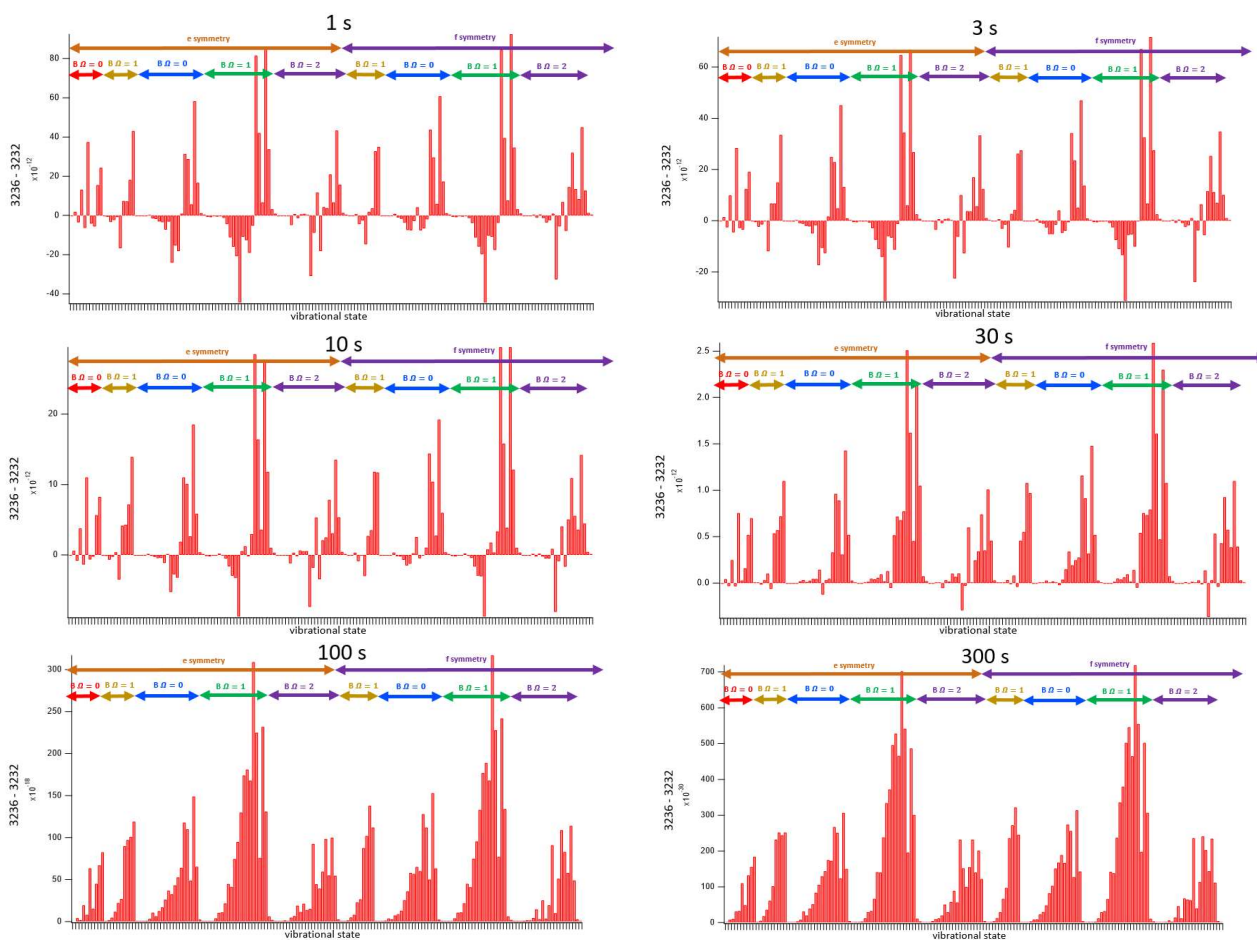 1 s
e symmetry
f symmetry
B Ω = 0
B Ω = 1
B Ω = 0
B Ω = 1
B Ω = 2
B Ω = 1
B Ω = 0
B Ω = 1
B Ω = 2
80
60
40
20
0
-20
-40
3236 - 3232
x10⁻¹²
vibrational state
3 s
e symmetry
f symmetry
B Ω = 0
B Ω = 1
B Ω = 0
B Ω = 1
B Ω = 2
B Ω = 1
B Ω = 0
B Ω = 1
B Ω = 2
60
40
20
0
-20
3236 - 3232
x10⁻¹²
vibrational state
10 s
e symmetry
f symmetry
B Ω = 0
B Ω = 1
B Ω = 0
B Ω = 1
B Ω = 2
B Ω = 1
B Ω = 0
B Ω = 1
B Ω = 2
20
10
0
3236 - 3232
x10⁻¹²
vibrational state
30 s
e symmetry
f symmetry
B Ω = 0
B Ω = 1
B Ω = 0
B Ω = 1
B Ω = 2
B Ω = 1
B Ω = 0
B Ω = 1
B Ω = 2
2.5
2.0
1.5
1.0
0.5
0.0
3236 - 3232
x10⁻¹²
vibrational state
100 s
e symmetry
f symmetry
B Ω = 0
B Ω = 1
B Ω = 0
B Ω = 1
B Ω = 2
B Ω = 1
B Ω = 0
B Ω = 1
B Ω = 2
300
250
200
150
100
50
0
3236 - 3232
x10⁻¹⁸
vibrational state
300 s
e symmetry
f symmetry
B Ω = 0
B Ω = 1
B Ω = 0
B Ω = 1
B Ω = 2
B Ω = 1
B Ω = 0
B Ω = 1
B Ω = 2
700
600
500
400
300
200
100
0
3236 - 3232
x10⁻³⁰
vibrational state